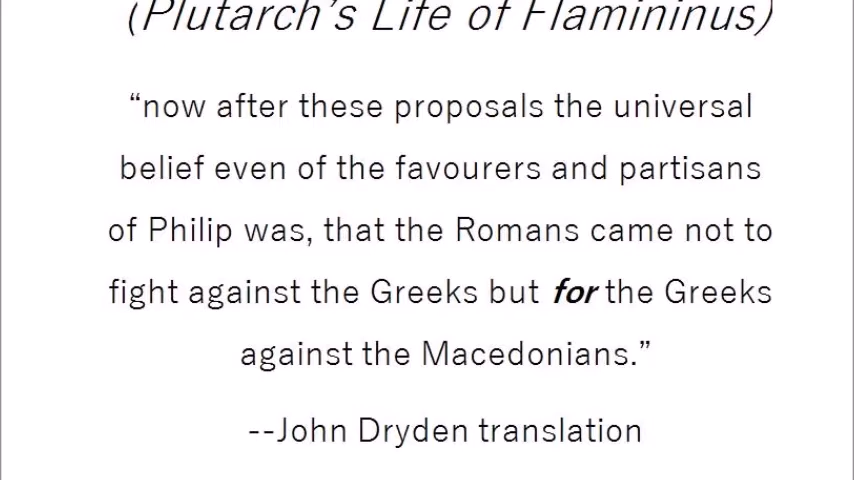 (Plutarch's Life of Flamininus)
“now after these proposals the universal
belief even of the favourers and partisans
of Philip was, that the Romans came not to
fight against the Greeks but for the Greeks
against the Macedonians.”
--John Dryden translation